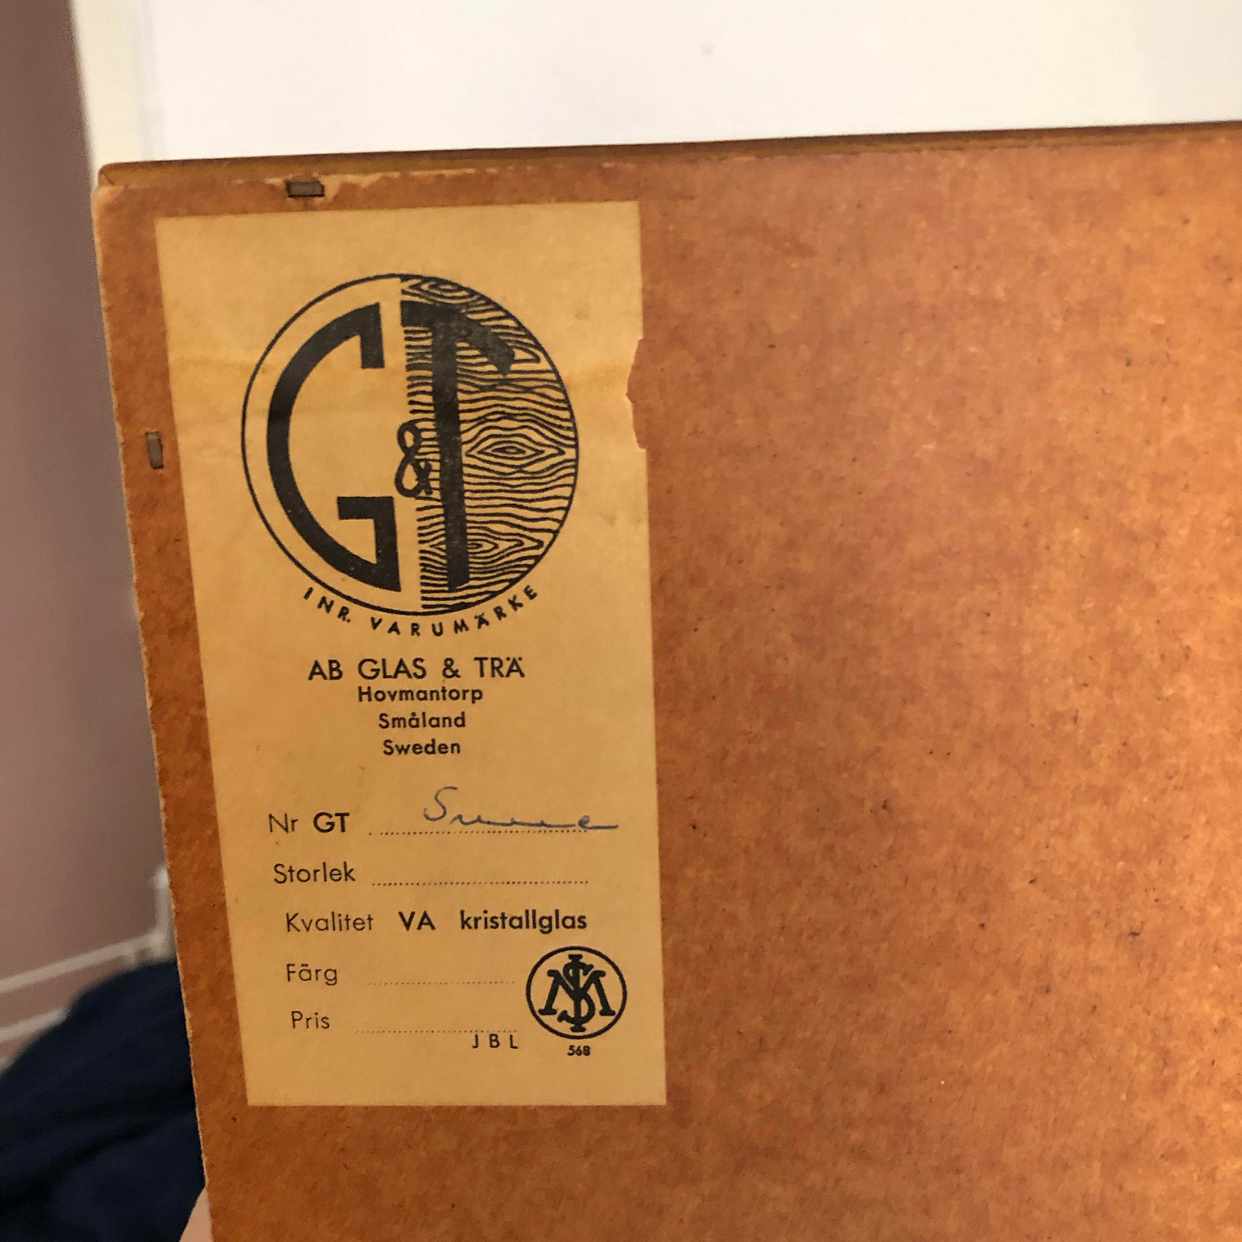 G & T
INR. VARUMÄRKE
AB GLAS & TRÄ
Hovmantorp
Småland
Sweden
Nr GT
Storlek
Kvalitet VA kristallglas
Färg
Pris
JBL
568